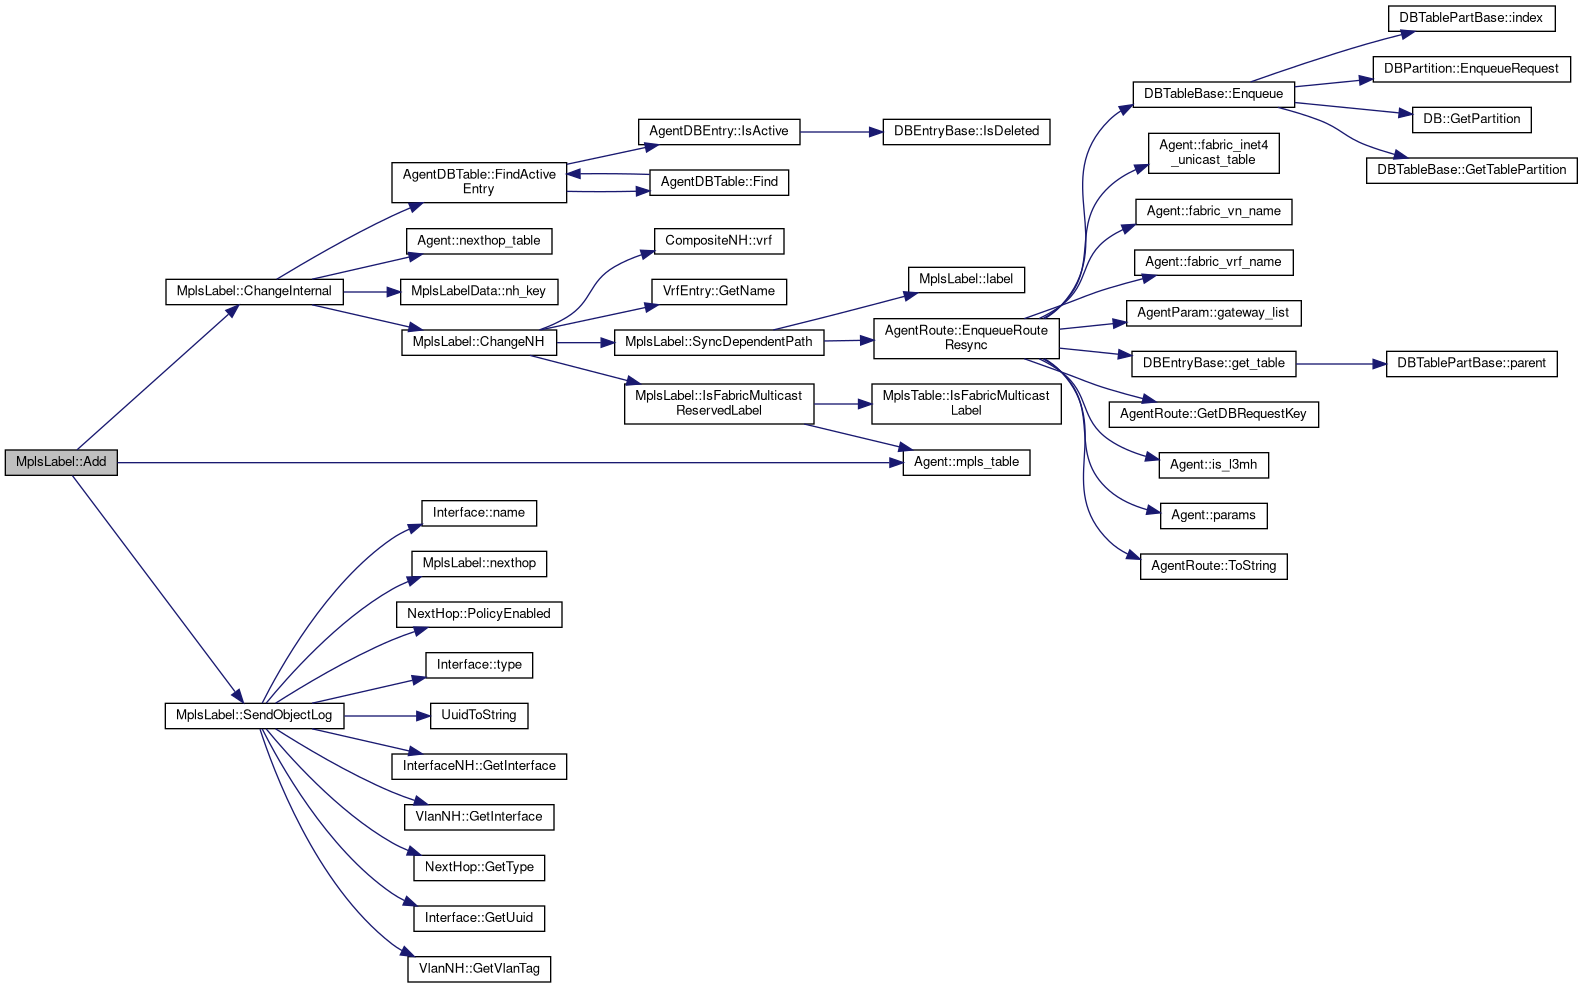 MplsLabel::Add
MplsLabel::ChangeInternal
AgentDBTable::FindActive
Entry
AgentDBEntry::IsActive
DBEntryBase::IsDeleted
AgentDBTable::Find
Agent::nexthop_table
MplsLabelData::nh_key
MplsLabel::ChangeNH
CompositeNH::vrf
VrfEntry::GetName
MplsLabel::SyncDependentPath
MplsLabel::label
AgentRoute::EnqueueRoute
Resync
DBTableBase::Enqueue
DBTablePartBase::index
DBPartition::EnqueueRequest
DB::GetPartition
DBTableBase::GetTablePartition
Agent::fabric_inet4
_unicast_table
Agent::fabric_vn_name
Agent::fabric_vrf_name
AgentParam::gateway_list
DBEntryBase::get_table
DBTablePartBase::parent
AgentRoute::GetDBRequestKey
Agent::is_l3mh
Agent::params
AgentRoute::ToString
MplsLabel::IsFabricMulticast
ReservedLabel
MplsTable::IsFabricMulticast
Label
Agent::mpls_table
MplsLabel::SendObjectLog
Interface::name
MplsLabel::nexthop
NextHop::PolicyEnabled
Interface::type
UuidToString
InterfaceNH::GetInterface
VlanNH::GetInterface
NextHop::GetType
Interface::GetUuid
VlanNH::GetVlanTag